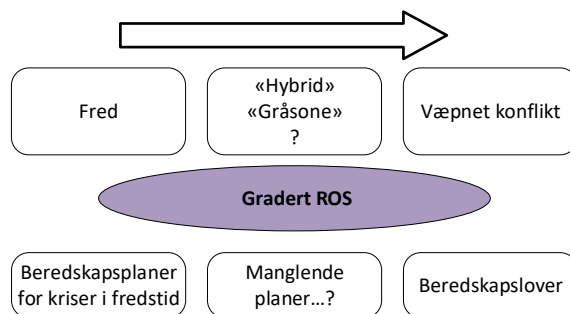 Fred
«Hybrid»
«Gråsone»
?
Væpnet konflikt
Gradert ROS
Beredskapsplaner
for kriser i fredstid
Manglende
planer...?
Beredskapslover